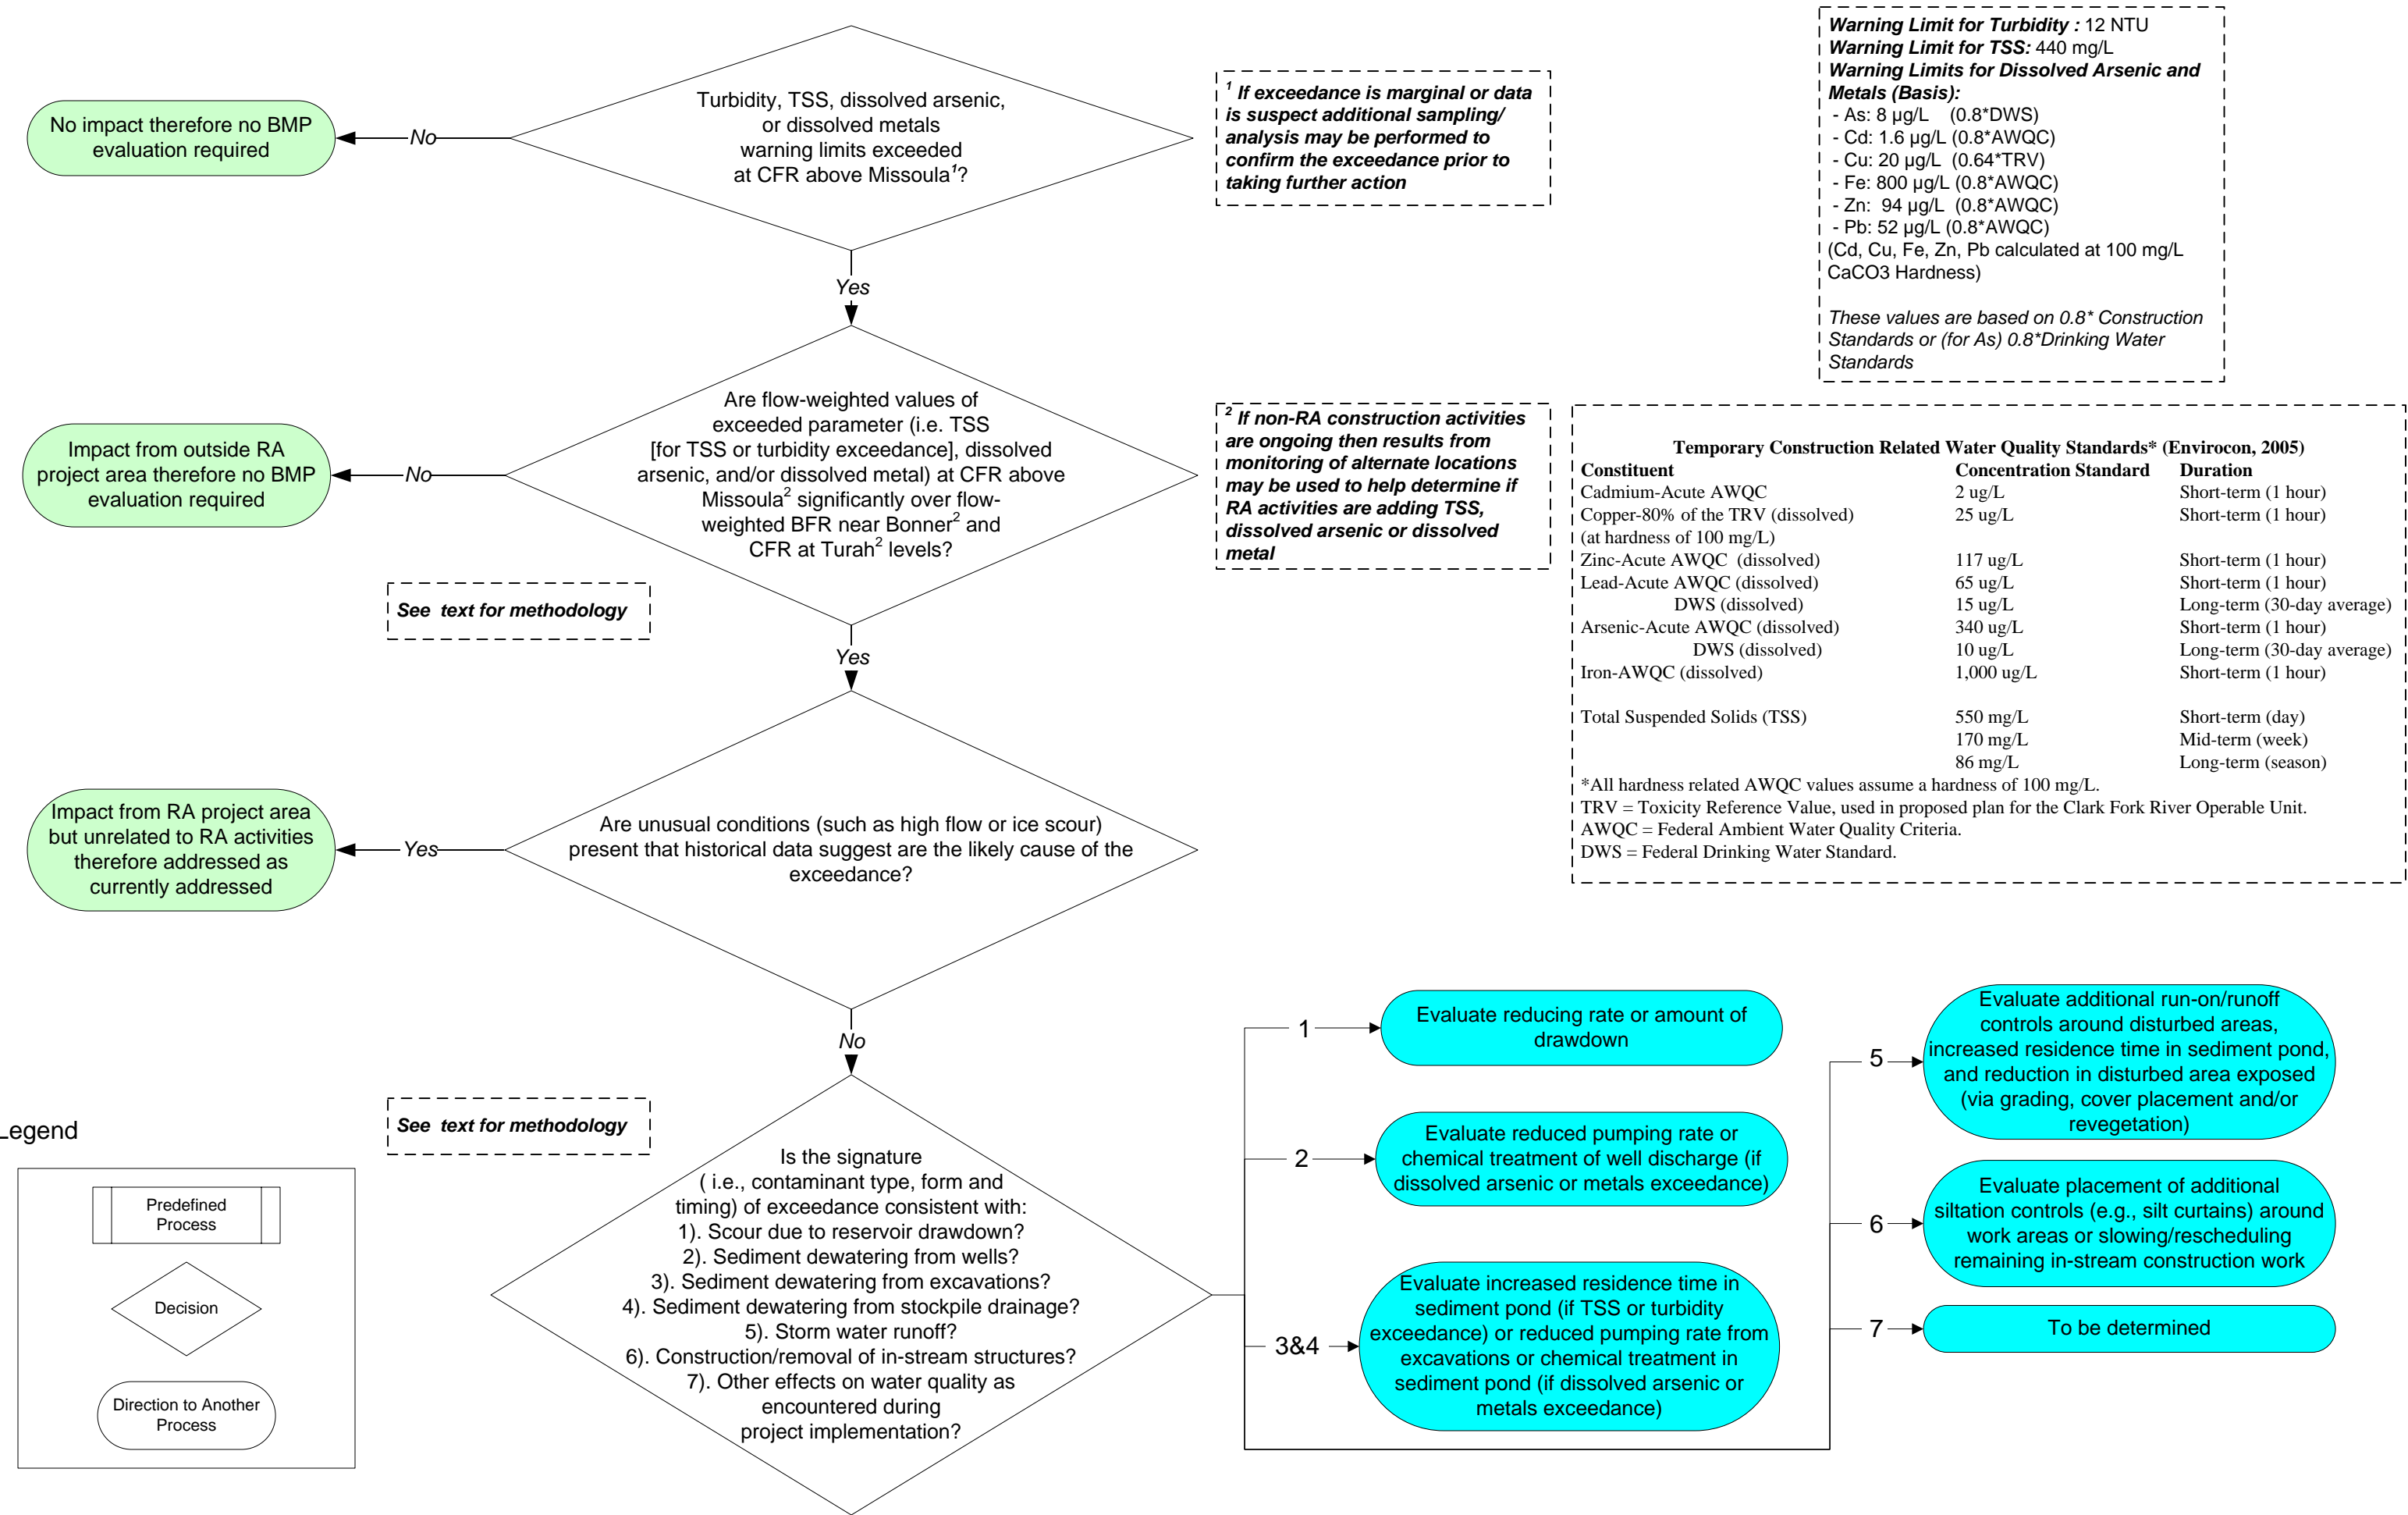 Turbidity, TSS, dissolved arsenic,
or dissolved metals
warning limits exceeded
at CFR above Missoula¹?
No
No impact therefore no BMP
evaluation required
¹ If exceedance is marginal or data
is suspect additional sampling/
analysis may be performed to
confirm the exceedance prior to
taking further action
Warning Limit for Turbidity : 12 NTU
Warning Limit for TSS: 440 mg/L
Warning Limits for Dissolved Arsenic and
Metals (Basis):
- As: 8 µg/L (0.8*DWS)
- Cd: 1.6 µg/L (0.8*AWQC)
- Cu: 20 µg/L (0.64*TRV)
- Fe: 800 µg/L (0.8*AWQC)
- Zn: 94 µg/L (0.8*AWQC)
- Pb: 52 µg/L (0.8*AWQC)
(Cd, Cu, Fe, Zn, Pb calculated at 100 mg/L
CaCO3 Hardness)
These values are based on 0.8* Construction
Standards or (for As) 0.8*Drinking Water
Standards
Yes
Are flow-weighted values of
exceeded parameter (i.e. TSS
[for TSS or turbidity exceedance], dissolved
arsenic, and/or dissolved metal) at CFR above
Missoula² significantly over flow-
weighted BFR near Bonner² and
CFR at Turah² levels?
No
Impact from outside RA
project area therefore no BMP
evaluation required
² If non-RA construction activities
are ongoing then results from
monitoring of alternate locations
may be used to help determine if
RA activities are adding TSS,
dissolved arsenic or dissolved
metal
See text for methodology
Temporary Construction Related Water Quality Standards* (Envirocon, 2005)
Constituent Concentration Standard Duration
Cadmium-Acute AWQC 2 ug/L Short-term (1 hour)
Copper-80% of the TRV (dissolved) 25 ug/L Short-term (1 hour)
(at hardness of 100 mg/L)
Zinc-Acute AWQC (dissolved) 117 ug/L Short-term (1 hour)
Lead-Acute AWQC (dissolved) 65 ug/L Short-term (1 hour)
DWS (dissolved) 15 ug/L Long-term (30-day average)
Arsenic-Acute AWQC (dissolved) 340 ug/L Short-term (1 hour)
DWS (dissolved) 10 ug/L Long-term (30-day average)
Iron-AWQC (dissolved) 1,000 ug/L Short-term (1 hour)
Total Suspended Solids (TSS) 550 mg/L Short-term (day)
170 mg/L Mid-term (week)
86 mg/L Long-term (season)
*All hardness related AWQC values assume a hardness of 100 mg/L.
TRV = Toxicity Reference Value, used in proposed plan for the Clark Fork River Operable Unit.
AWQC = Federal Ambient Water Quality Criteria.
DWS = Federal Drinking Water Standard.
Yes
Are unusual conditions (such as high flow or ice scour)
present that historical data suggest are the likely cause of the
exceedance?
Yes
Impact from RA project area
but unrelated to RA activities
therefore addressed as
currently addressed
No
See text for methodology
Is the signature
( i.e., contaminant type, form and
timing) of exceedance consistent with:
1). Scour due to reservoir drawdown?
2). Sediment dewatering from wells?
3). Sediment dewatering from excavations?
4). Sediment dewatering from stockpile drainage?
5). Storm water runoff?
6). Construction/removal of in-stream structures?
7). Other effects on water quality as
encountered during
project implementation?
1
Evaluate reducing rate or amount of
drawdown
2
Evaluate reduced pumping rate or
chemical treatment of well discharge (if
dissolved arsenic or metals exceedance)
3&4
Evaluate increased residence time in
sediment pond (if TSS or turbidity
exceedance) or reduced pumping rate from
excavations or chemical treatment in
sediment pond (if dissolved arsenic or
metals exceedance)
5
Evaluate additional run-on/runoff
controls around disturbed areas,
increased residence time in sediment pond,
and reduction in disturbed area exposed
(via grading, cover placement and/or
revegetation)
6
Evaluate placement of additional
siltation controls (e.g., silt curtains) around
work areas or slowing/rescheduling
remaining in-stream construction work
7
To be determined
Legend
Predefined
Process
Decision
Direction to Another
Process